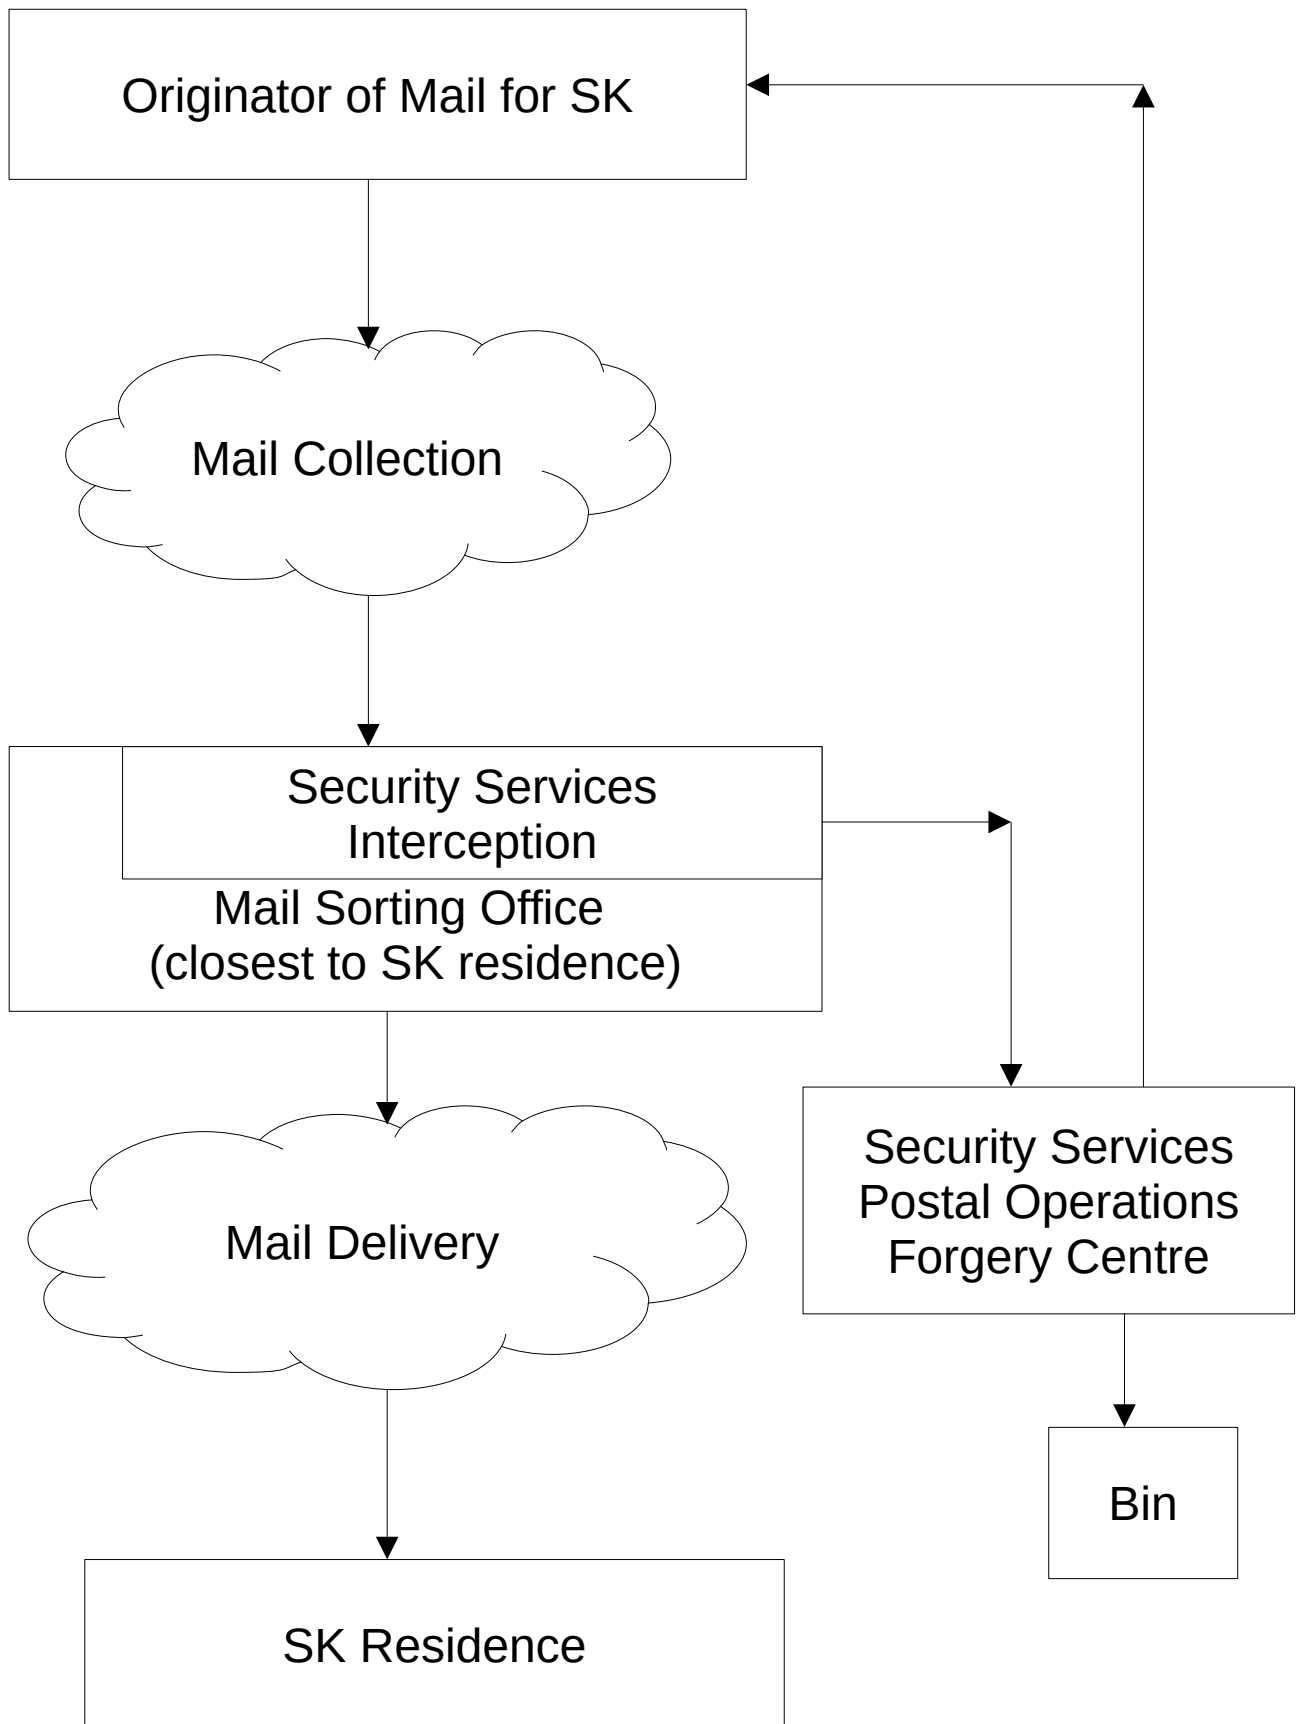 Originator of Mail for SK
Mail Collection
Security Services
Interception
Mail Sorting Office
(closest to SK residence)
Security Services
Postal Operations
Forgery Centre
Mail Delivery
Bin
SK Residence